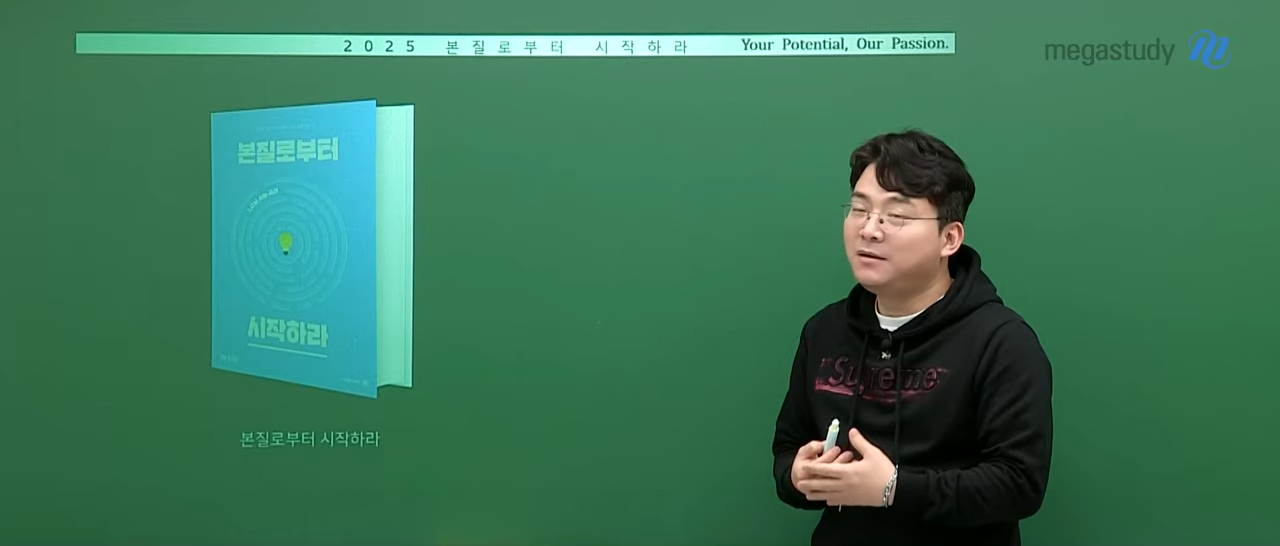 2025 본질로부터 시작하라 Your Potential, Our Passion.
megastudy
본질로부터
시작하라
본질로부터 시작하라
Supreme